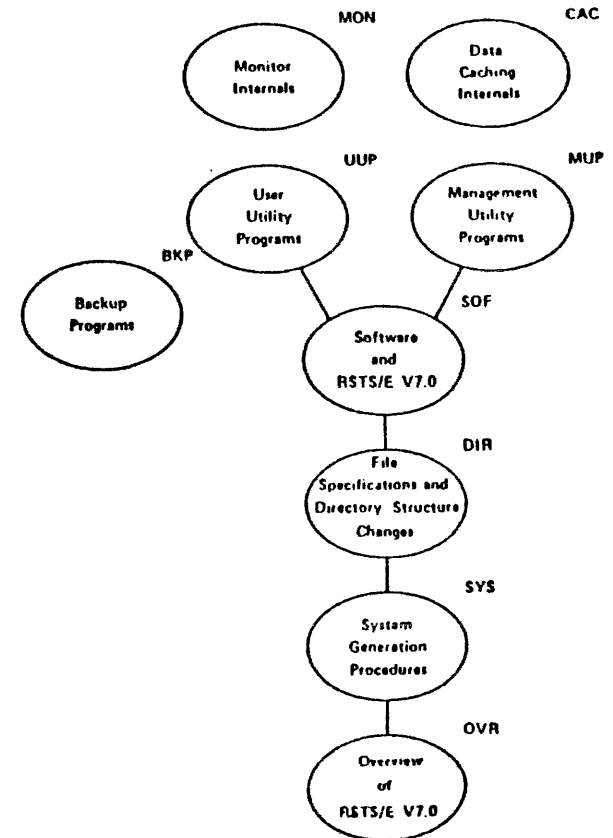 MON
Monitor
Internals
CAC
Data
Caching
Internals
UUP
User
Utility
Programs
MUP
Management
Utility
Programs
BKP
Backup
Programs
SOF
Software
and
RSTS/E V7.0
DIR
File
Specifications and
Directory Structure
Changes
SYS
System
Generation
Procedures
OVR
Overview
of
RSTS/E V7.0